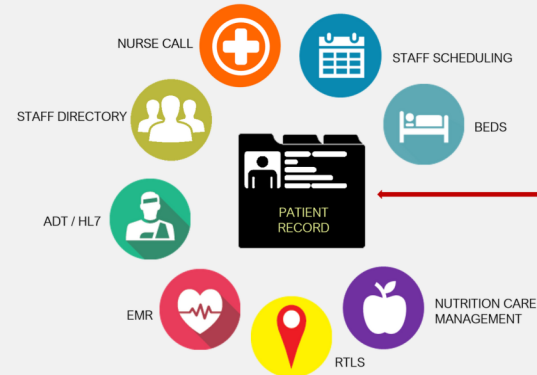 NURSE CALL
STAFF SCHEDULING
STAFF DIRECTORY
BEDS
PATIENT
RECORD
ADT / HL7
EMR
NUTRITION CARE
MANAGEMENT
RTLS